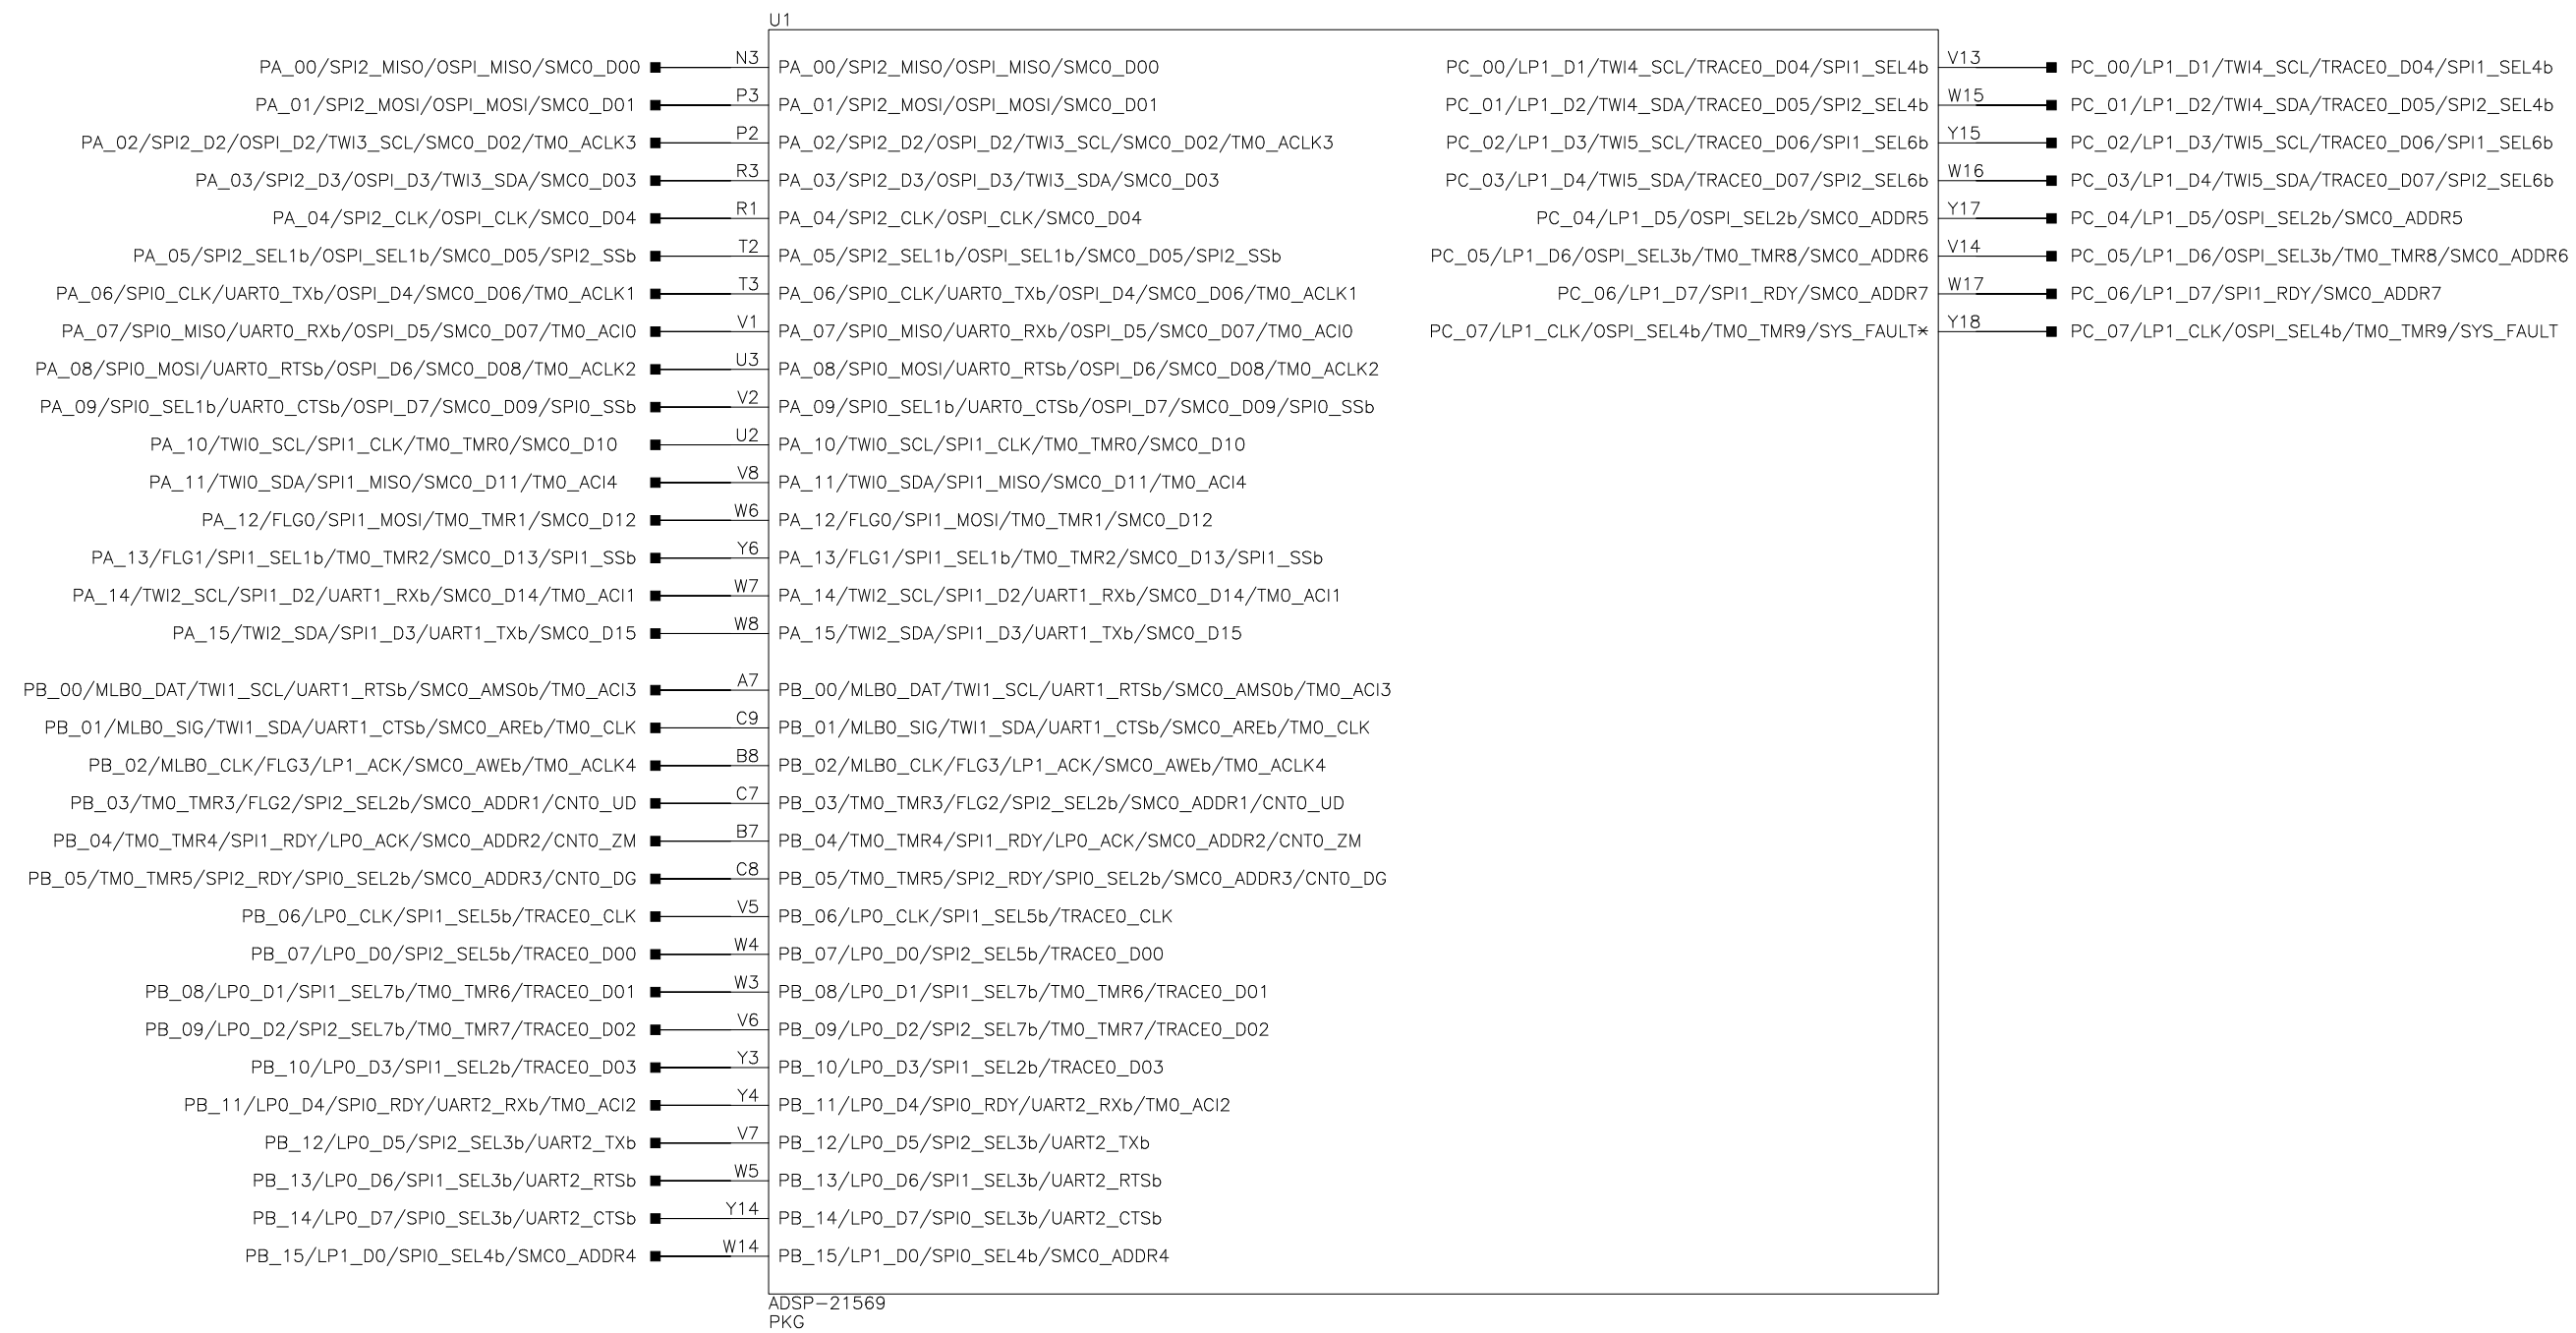 U1
PA_00/SPI2_MISO/OSPI_MISO/SMC0_D00 N3 PA_00/SPI2_MISO/OSPI_MISO/SMC0_D00 PC_00/LP1_D1/TWI4_SCL/TRACE0_D04/SPI1_SEL4b V13 PC_00/LP1_D1/TWI4_SCL/TRACE0_D04/SPI1_SEL4b
PA_01/SPI2_MOSI/OSPI_MOSI/SMC0_D01 P3 PA_01/SPI2_MOSI/OSPI_MOSI/SMC0_D01 PC_01/LP1_D2/TWI4_SDA/TRACE0_D05/SPI2_SEL4b W15 PC_01/LP1_D2/TWI4_SDA/TRACE0_D05/SPI2_SEL4b
PA_02/SPI2_D2/OSPI_D2/TWI3_SCL/SMC0_D02/TM0_ACLK3 P2 PA_02/SPI2_D2/OSPI_D2/TWI3_SCL/SMC0_D02/TM0_ACLK3 PC_02/LP1_D3/TWI5_SCL/TRACE0_D06/SPI1_SEL6b Y15 PC_02/LP1_D3/TWI5_SCL/TRACE0_D06/SPI1_SEL6b
PA_03/SPI2_D3/OSPI_D3/TWI3_SDA/SMC0_D03 R3 PA_03/SPI2_D3/OSPI_D3/TWI3_SDA/SMC0_D03 PC_03/LP1_D4/TWI5_SDA/TRACE0_D07/SPI2_SEL6b W16 PC_03/LP1_D4/TWI5_SDA/TRACE0_D07/SPI2_SEL6b
PA_04/SPI2_CLK/OSPI_CLK/SMC0_D04 R1 PA_04/SPI2_CLK/OSPI_CLK/SMC0_D04 PC_04/LP1_D5/OSPI_SEL2b/SMC0_ADDR5 Y17 PC_04/LP1_D5/OSPI_SEL2b/SMC0_ADDR5
PA_05/SPI2_SEL1b/OSPI_SEL1b/SMC0_D05/SPI2_SSb T2 PA_05/SPI2_SEL1b/OSPI_SEL1b/SMC0_D05/SPI2_SSb PC_05/LP1_D6/OSPI_SEL3b/TM0_TMR8/SMC0_ADDR6 V14 PC_05/LP1_D6/OSPI_SEL3b/TM0_TMR8/SMC0_ADDR6
PA_06/SPI0_CLK/UART0_TXb/OSPI_D4/SMC0_D06/TM0_ACLK1 T3 PA_06/SPI0_CLK/UART0_TXb/OSPI_D4/SMC0_D06/TM0_ACLK1 PC_06/LP1_D7/SPI1_RDY/SMC0_ADDR7 W17 PC_06/LP1_D7/SPI1_RDY/SMC0_ADDR7
PA_07/SPI0_MISO/UART0_RXb/OSPI_D5/SMC0_D07/TM0_ACI0 V1 PA_07/SPI0_MISO/UART0_RXb/OSPI_D5/SMC0_D07/TM0_ACI0 PC_07/LP1_CLK/OSPI_SEL4b/TM0_TMR9/SYS_FAULT* Y18 PC_07/LP1_CLK/OSPI_SEL4b/TM0_TMR9/SYS_FAULT
PA_08/SPI0_MOSI/UART0_RTSb/OSPI_D6/SMC0_D08/TM0_ACLK2 U3 PA_08/SPI0_MOSI/UART0_RTSb/OSPI_D6/SMC0_D08/TM0_ACLK2
PA_09/SPI0_SEL1b/UART0_CTSb/OSPI_D7/SMC0_D09/SPI0_SSb V2 PA_09/SPI0_SEL1b/UART0_CTSb/OSPI_D7/SMC0_D09/SPI0_SSb
PA_10/TWI0_SCL/SPI1_CLK/TM0_TMR0/SMC0_D10 U2 PA_10/TWI0_SCL/SPI1_CLK/TM0_TMR0/SMC0_D10
PA_11/TWI0_SDA/SPI1_MISO/SMC0_D11/TM0_ACI4 V8 PA_11/TWI0_SDA/SPI1_MISO/SMC0_D11/TM0_ACI4
PA_12/FLG0/SPI1_MOSI/TM0_TMR1/SMC0_D12 W6 PA_12/FLG0/SPI1_MOSI/TM0_TMR1/SMC0_D12
PA_13/FLG1/SPI1_SEL1b/TM0_TMR2/SMC0_D13/SPI1_SSb Y6 PA_13/FLG1/SPI1_SEL1b/TM0_TMR2/SMC0_D13/SPI1_SSb
PA_14/TWI2_SCL/SPI1_D2/UART1_RXb/SMC0_D14/TM0_ACI1 W7 PA_14/TWI2_SCL/SPI1_D2/UART1_RXb/SMC0_D14/TM0_ACI1
PA_15/TWI2_SDA/SPI1_D3/UART1_TXb/SMC0_D15 W8 PA_15/TWI2_SDA/SPI1_D3/UART1_TXb/SMC0_D15
PB_00/MLB0_DAT/TWI1_SCL/UART1_RTSb/SMC0_AMS0b/TM0_ACI3 A7 PB_00/MLB0_DAT/TWI1_SCL/UART1_RTSb/SMC0_AMS0b/TM0_ACI3
PB_01/MLB0_SIG/TWI1_SDA/UART1_CTSb/SMC0_AREb/TM0_CLK C9 PB_01/MLB0_SIG/TWI1_SDA/UART1_CTSb/SMC0_AREb/TM0_CLK
PB_02/MLB0_CLK/FLG3/LP1_ACK/SMC0_AWEb/TM0_ACLK4 B8 PB_02/MLB0_CLK/FLG3/LP1_ACK/SMC0_AWEb/TM0_ACLK4
PB_03/TM0_TMR3/FLG2/SPI2_SEL2b/SMC0_ADDR1/CNT0_UD C7 PB_03/TM0_TMR3/FLG2/SPI2_SEL2b/SMC0_ADDR1/CNT0_UD
PB_04/TM0_TMR4/SPI1_RDY/LP0_ACK/SMC0_ADDR2/CNT0_ZM B7 PB_04/TM0_TMR4/SPI1_RDY/LP0_ACK/SMC0_ADDR2/CNT0_ZM
PB_05/TM0_TMR5/SPI2_RDY/SPI0_SEL2b/SMC0_ADDR3/CNT0_DG C8 PB_05/TM0_TMR5/SPI2_RDY/SPI0_SEL2b/SMC0_ADDR3/CNT0_DG
PB_06/LP0_CLK/SPI1_SEL5b/TRACE0_CLK V5 PB_06/LP0_CLK/SPI1_SEL5b/TRACE0_CLK
PB_07/LP0_D0/SPI2_SEL5b/TRACE0_D00 W4 PB_07/LP0_D0/SPI2_SEL5b/TRACE0_D00
PB_08/LP0_D1/SPI1_SEL7b/TM0_TMR6/TRACE0_D01 W3 PB_08/LP0_D1/SPI1_SEL7b/TM0_TMR6/TRACE0_D01
PB_09/LP0_D2/SPI2_SEL7b/TM0_TMR7/TRACE0_D02 V6 PB_09/LP0_D2/SPI2_SEL7b/TM0_TMR7/TRACE0_D02
PB_10/LP0_D3/SPI1_SEL2b/TRACE0_D03 Y3 PB_10/LP0_D3/SPI1_SEL2b/TRACE0_D03
PB_11/LP0_D4/SPI0_RDY/UART2_RXb/TM0_ACI2 Y4 PB_11/LP0_D4/SPI0_RDY/UART2_RXb/TM0_ACI2
PB_12/LP0_D5/SPI2_SEL3b/UART2_TXb V7 PB_12/LP0_D5/SPI2_SEL3b/UART2_TXb
PB_13/LP0_D6/SPI1_SEL3b/UART2_RTSb W5 PB_13/LP0_D6/SPI1_SEL3b/UART2_RTSb
PB_14/LP0_D7/SPI0_SEL3b/UART2_CTSb Y14 PB_14/LP0_D7/SPI0_SEL3b/UART2_CTSb
PB_15/LP1_D0/SPI0_SEL4b/SMC0_ADDR4 W14 PB_15/LP1_D0/SPI0_SEL4b/SMC0_ADDR4
ADSP-21569
PKG